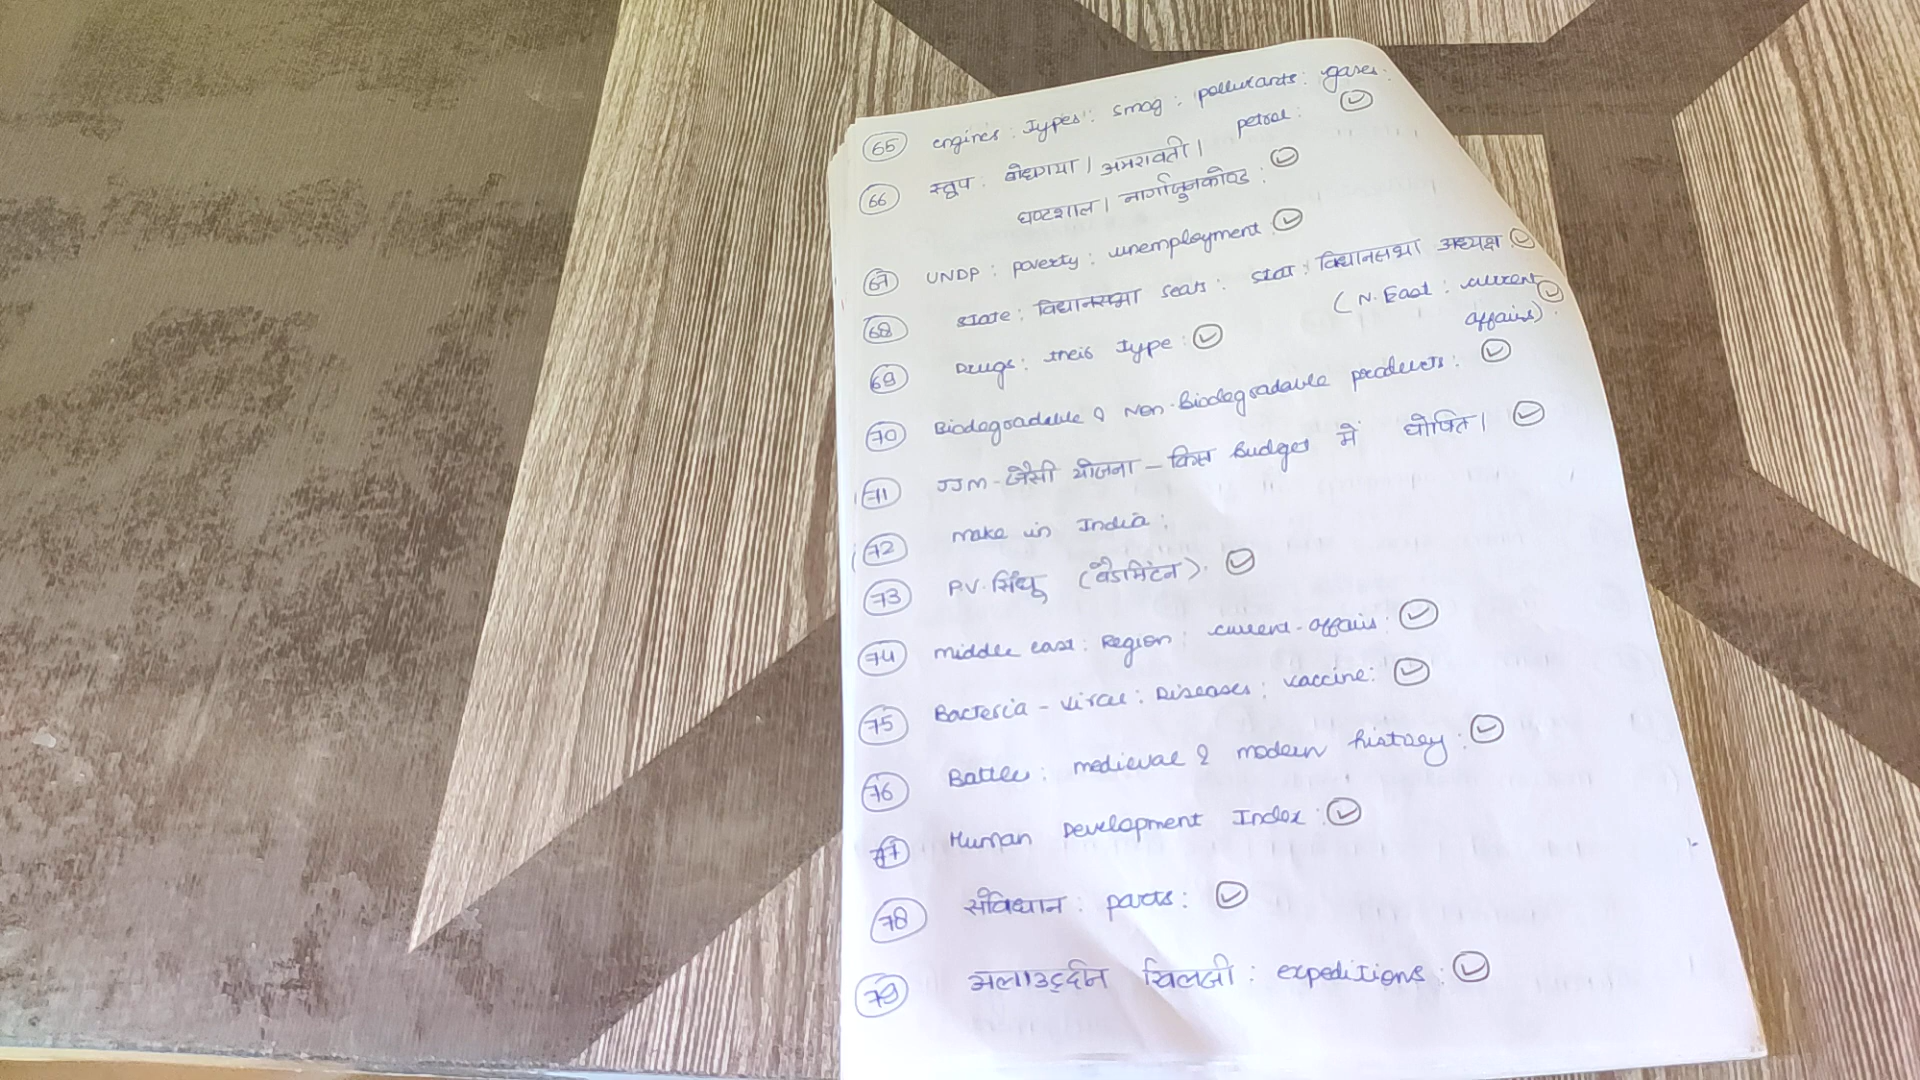 65 engines : Types : smog : pollutants : gases :
petrol :
66 स्तूप : बोधगया । अमरावती ।
घण्टशाल । नागार्जुनकोण्ड :
67 UNDP : poverty : unemployment
68 state : विधानसभा seats : stat : विधानसभा अध्यक्ष
(N. East : current
affairs).
69 Drugs : their Type :
70 Biodegradable & Non-Biodegradable products :
71 JJM - जैसी योजना - किस Budget में घोषित ।
72 make in India :
73 P.V. सिंधू (बैडमिंटन).
74 middle east : Region : current - affairs :
75 Bacteria - viral : Diseases : vaccine :
76 Battles : medieval & modern history :
77 Human Development Index :
78 संविधान : parts :
79 अलाउद्दीन खिलजी : expeditions :